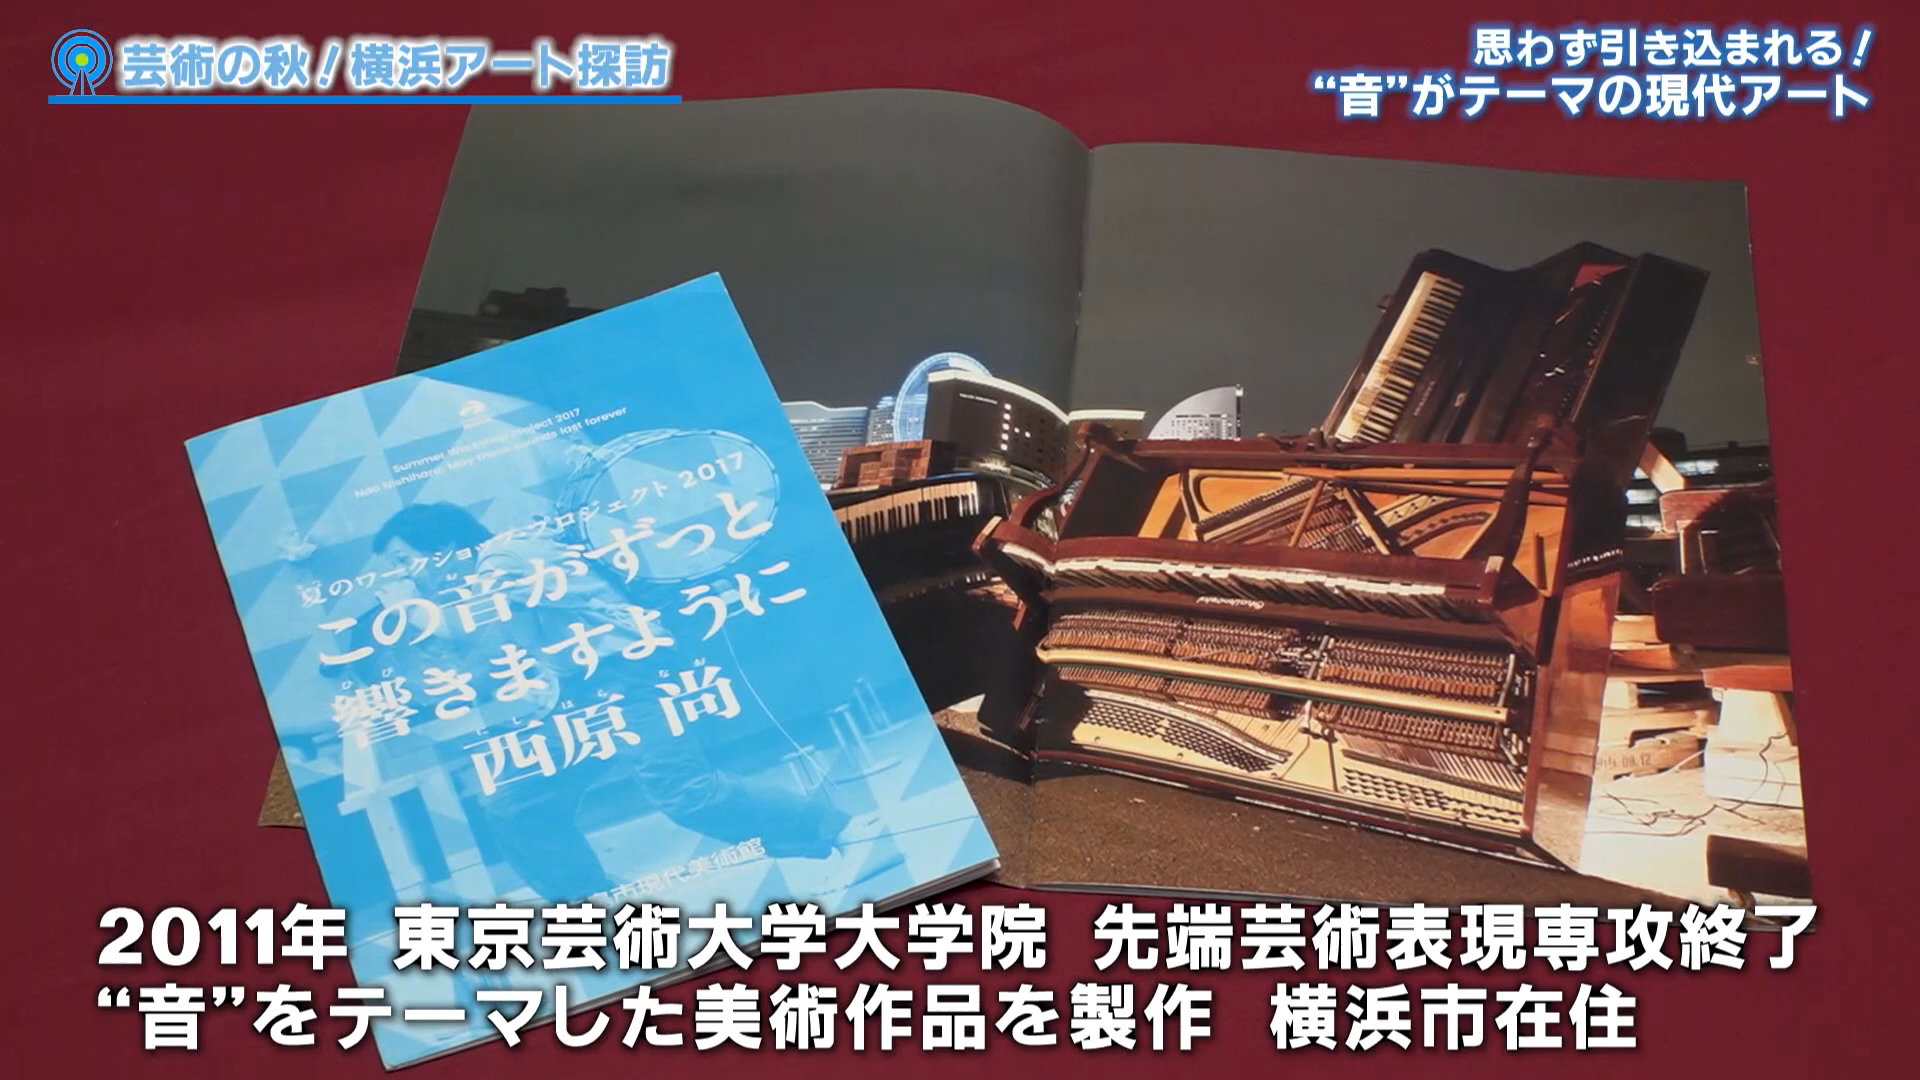 芸術の秋！横浜アート探訪
思わず引き込まれる！
“音”がテーマの現代アート
Summer Workshop Project 2017
Nao Nishihara: May these sounds last forever
夏のワークショップ・プロジェクト 2017
この音がずっと
響きますように
西原 尚
市現代美術館
2011年 東京芸術大学大学院 先端芸術表現専攻終了
“音”をテーマした美術作品を製作 横浜市在住